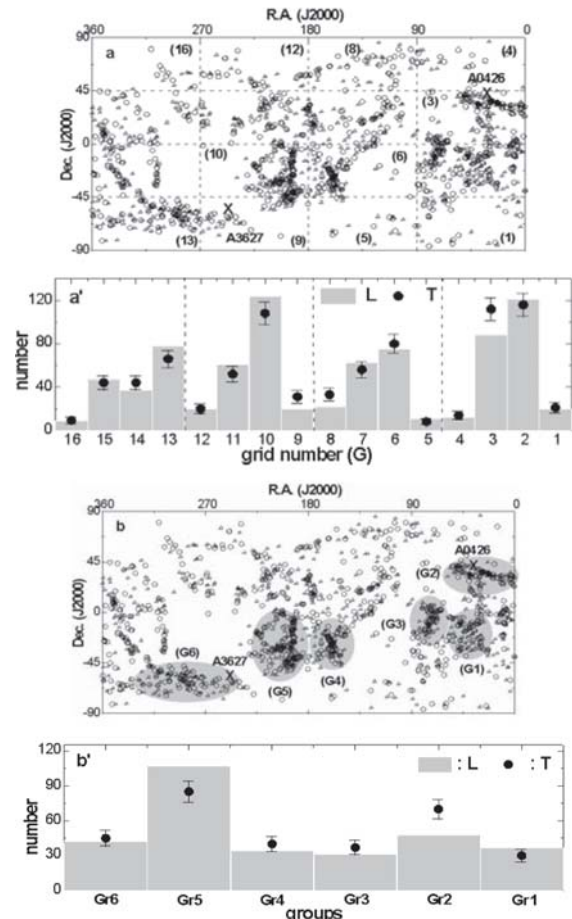 R.A. (J2000)
360 270 180 90 0
90
45
0
-45
-90
Dec. (J2000)
a
(16) (12) (8) (4)
A0426
(3)
(10) (6)
(13) A3627 (9) (5) (1)
a'
L T
120
80
40
0
number
16 15 14 13 12 11 10 9 8 7 6 5 4 3 2 1
grid number (G)
R.A. (J2000)
360 270 180 90 0
90
45
0
-45
-90
Dec. (J2000)
b
A0426
(G2)
(G3)
(G6) A3627
(G5) (G4) (G1)
b'
: L : T
120
90
60
30
0
number
Gr6 Gr5 Gr4 Gr3 Gr2 Gr1
groups